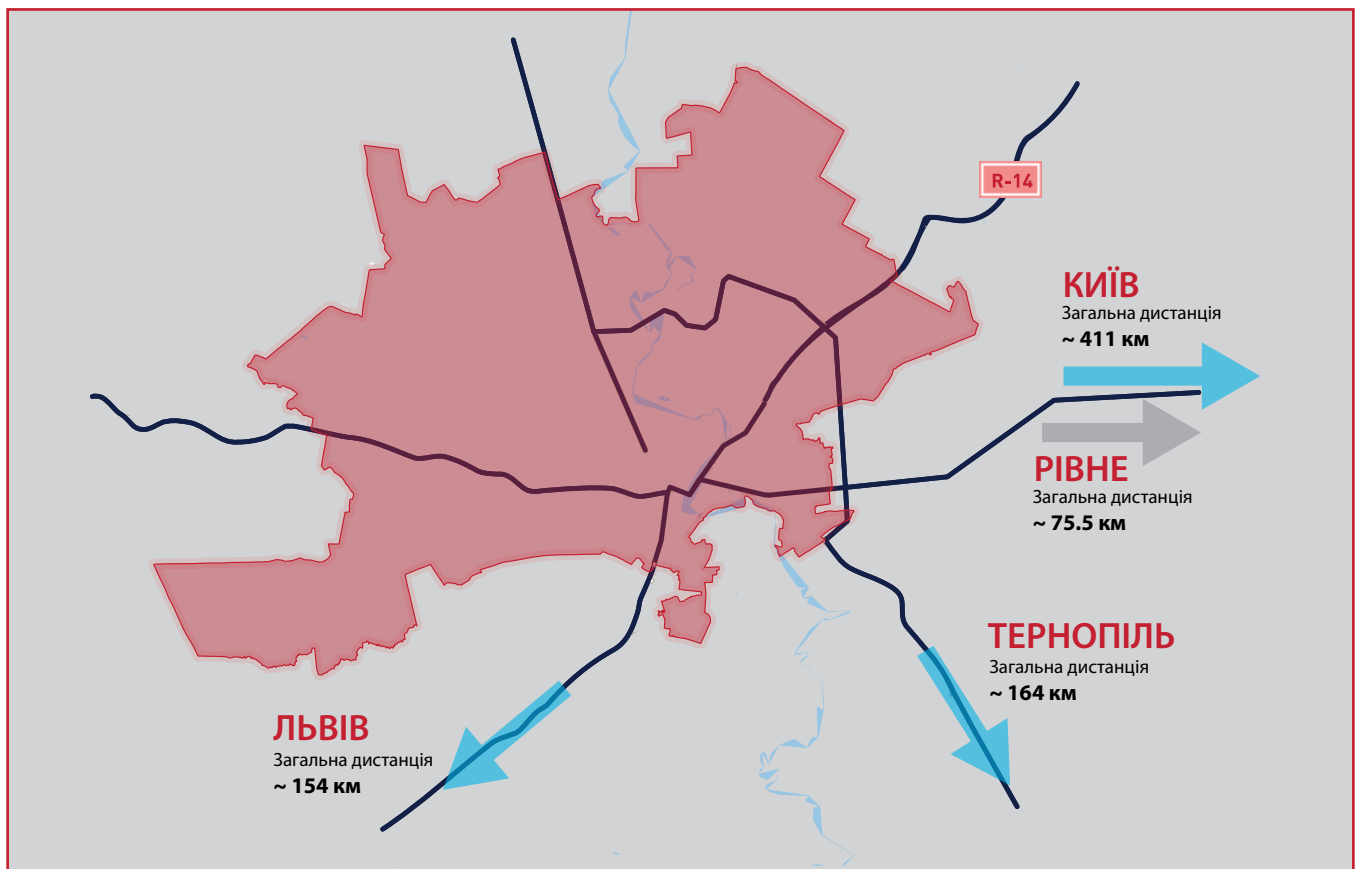 R-14
КИЇВ
Загальна дистанція
~ 411 км
РІВНЕ
Загальна дистанція
~ 75.5 км
ТЕРНОПІЛЬ
Загальна дистанція
~ 164 км
ЛЬВІВ
Загальна дистанція
~ 154 км